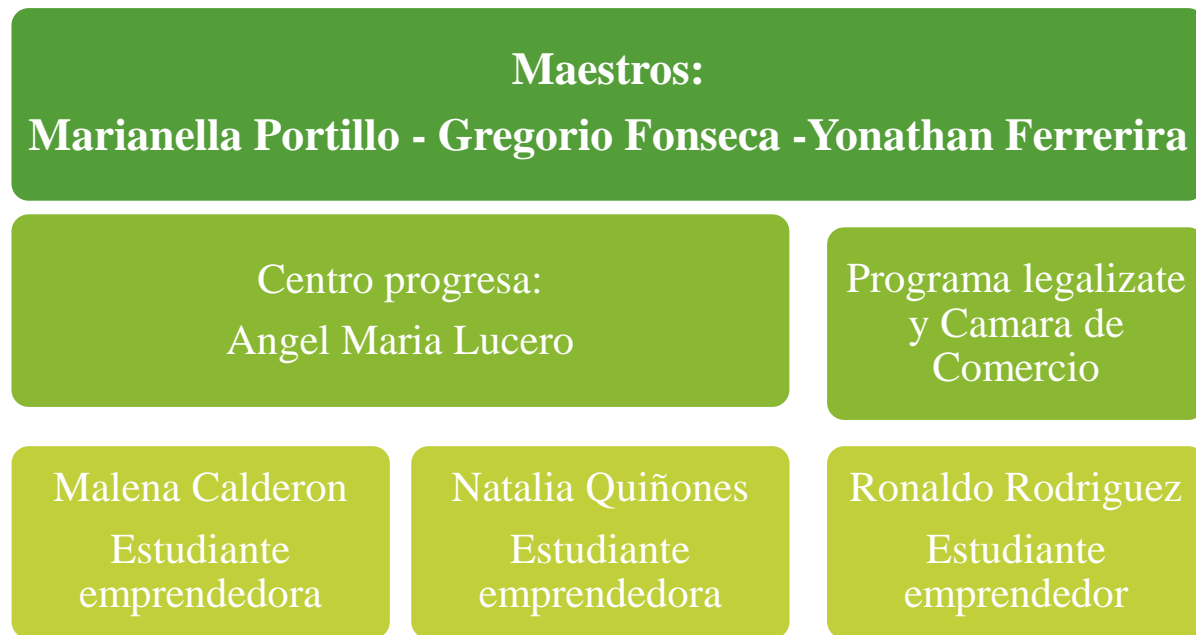 Maestros:
Marianella Portillo - Gregorio Fonseca -Yonathan Ferrerira
Centro progresa:
Angel Maria Lucero
Programa legalizate
y Camara de
Comercio
Malena Calderon
Estudiante
emprendedora
Natalia Quiñones
Estudiante
emprendedora
Ronaldo Rodriguez
Estudiante
emprendedor